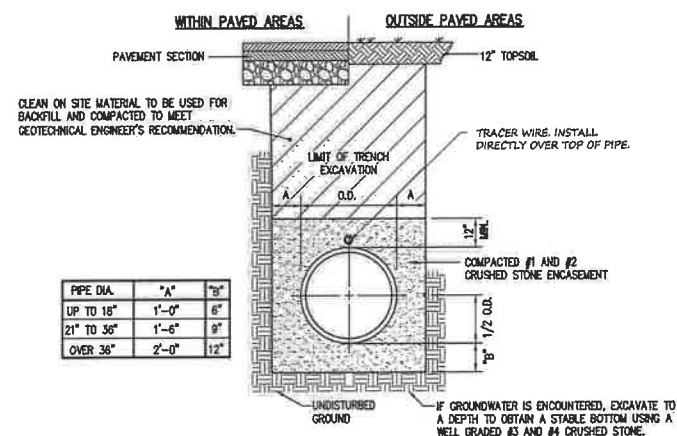 WITHIN PAVED AREAS
OUTSIDE PAVED AREAS
PAVEMENT SECTION
12" TOPSOIL
CLEAN ON SITE MATERIAL TO BE USED FOR
BACKFILL AND COMPACTED TO MEET
GEOTECHNICAL ENGINEER'S RECOMMENDATION.
TRACER WIRE. INSTALL
DIRECTLY OVER TOP OF PIPE.
LIMIT OF TRENCH
EXCAVATION
A O.D. A
12"
MIN.
COMPACTED #1 AND #2
CRUSHED STONE ENCASEMENT
PIPE DIA. "A" "B"
UP TO 18" 1'-0" 6"
21" TO 36" 1'-6" 9"
OVER 36" 2'-0" 12"
1/2 O.D.
"B"
UNDISTURBED
GROUND
IF GROUNDWATER IS ENCOUNTERED, EXCAVATE TO
A DEPTH TO OBTAIN A STABLE BOTTOM USING A
WELL GRADED #3 AND #4 CRUSHED STONE.